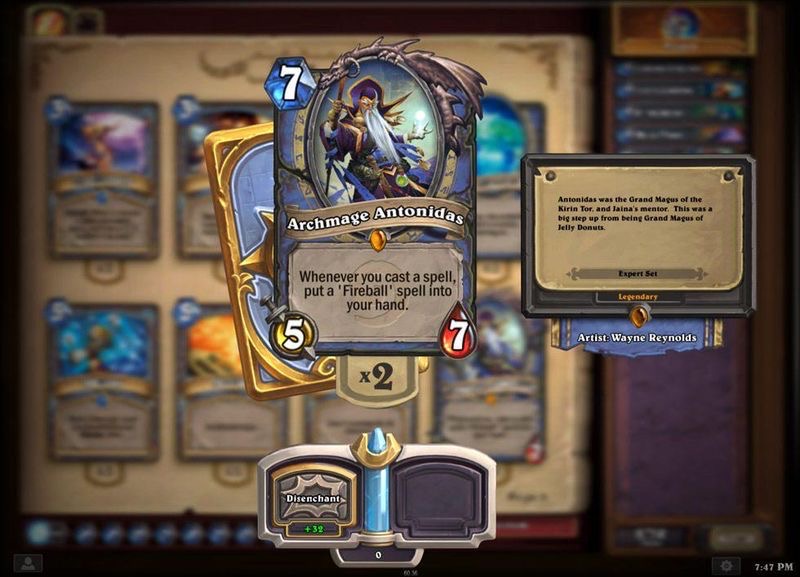 7
Archmage Antonidas
Whenever you cast a spell,
put a 'Fireball' spell into
your hand.
5
7
x2
Antonidas was the Grand Magus of the
Kirin Tor, and Jaina's mentor. This was a
big step up from being Grand Magus of
Jelly Donuts.
Expert Set
Legendary
Artist: Wayne Reynolds
Disenchant
+32
0
7:47 PM